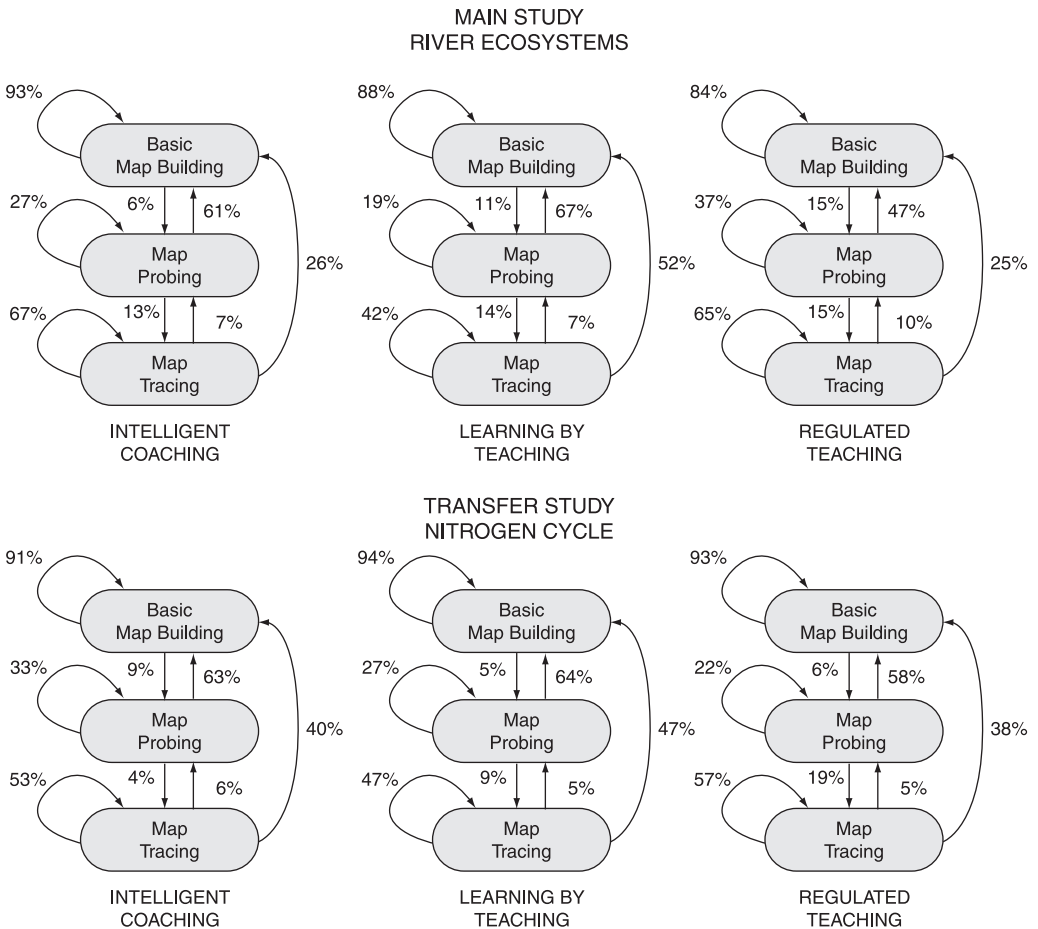 MAIN STUDY
RIVER ECOSYSTEMS
93%
Basic
Map Building
6%
61%
27%
Map
Probing
26%
13%
7%
67%
Map
Tracing
INTELLIGENT
COACHING
88%
Basic
Map Building
11%
67%
19%
Map
Probing
52%
14%
7%
42%
Map
Tracing
LEARNING BY
TEACHING
84%
Basic
Map Building
15%
47%
37%
Map
Probing
25%
15%
10%
65%
Map
Tracing
REGULATED
TEACHING
TRANSFER STUDY
NITROGEN CYCLE
91%
Basic
Map Building
9%
63%
33%
Map
Probing
40%
4%
6%
53%
Map
Tracing
INTELLIGENT
COACHING
94%
Basic
Map Building
5%
64%
27%
Map
Probing
47%
9%
5%
47%
Map
Tracing
LEARNING BY
TEACHING
93%
Basic
Map Building
6%
58%
22%
Map
Probing
38%
19%
5%
57%
Map
Tracing
REGULATED
TEACHING